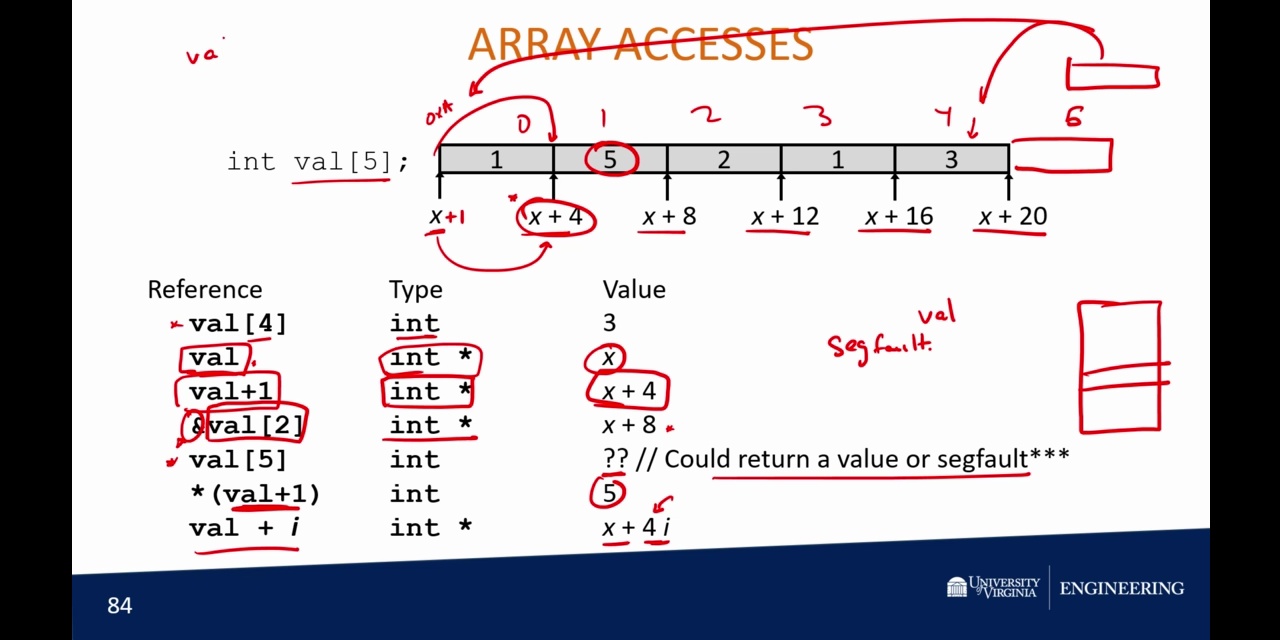 ARRAY ACCESSES
va
0xA
0 1 2 3 4 6
int val[5]; 1 5 2 1 3
x+1 * x + 4 x + 8 x + 12 x + 16 x + 20
Reference Type Value
val[4] int 3
val int * x
val+1 int * x + 4
&val[2] int * x + 8
val[5] int ?? // Could return a value or segfault***
*(val+1) int 5
val + i int * x + 4 i
val
segfault.
84
UNIVERSITY of VIRGINIA ENGINEERING